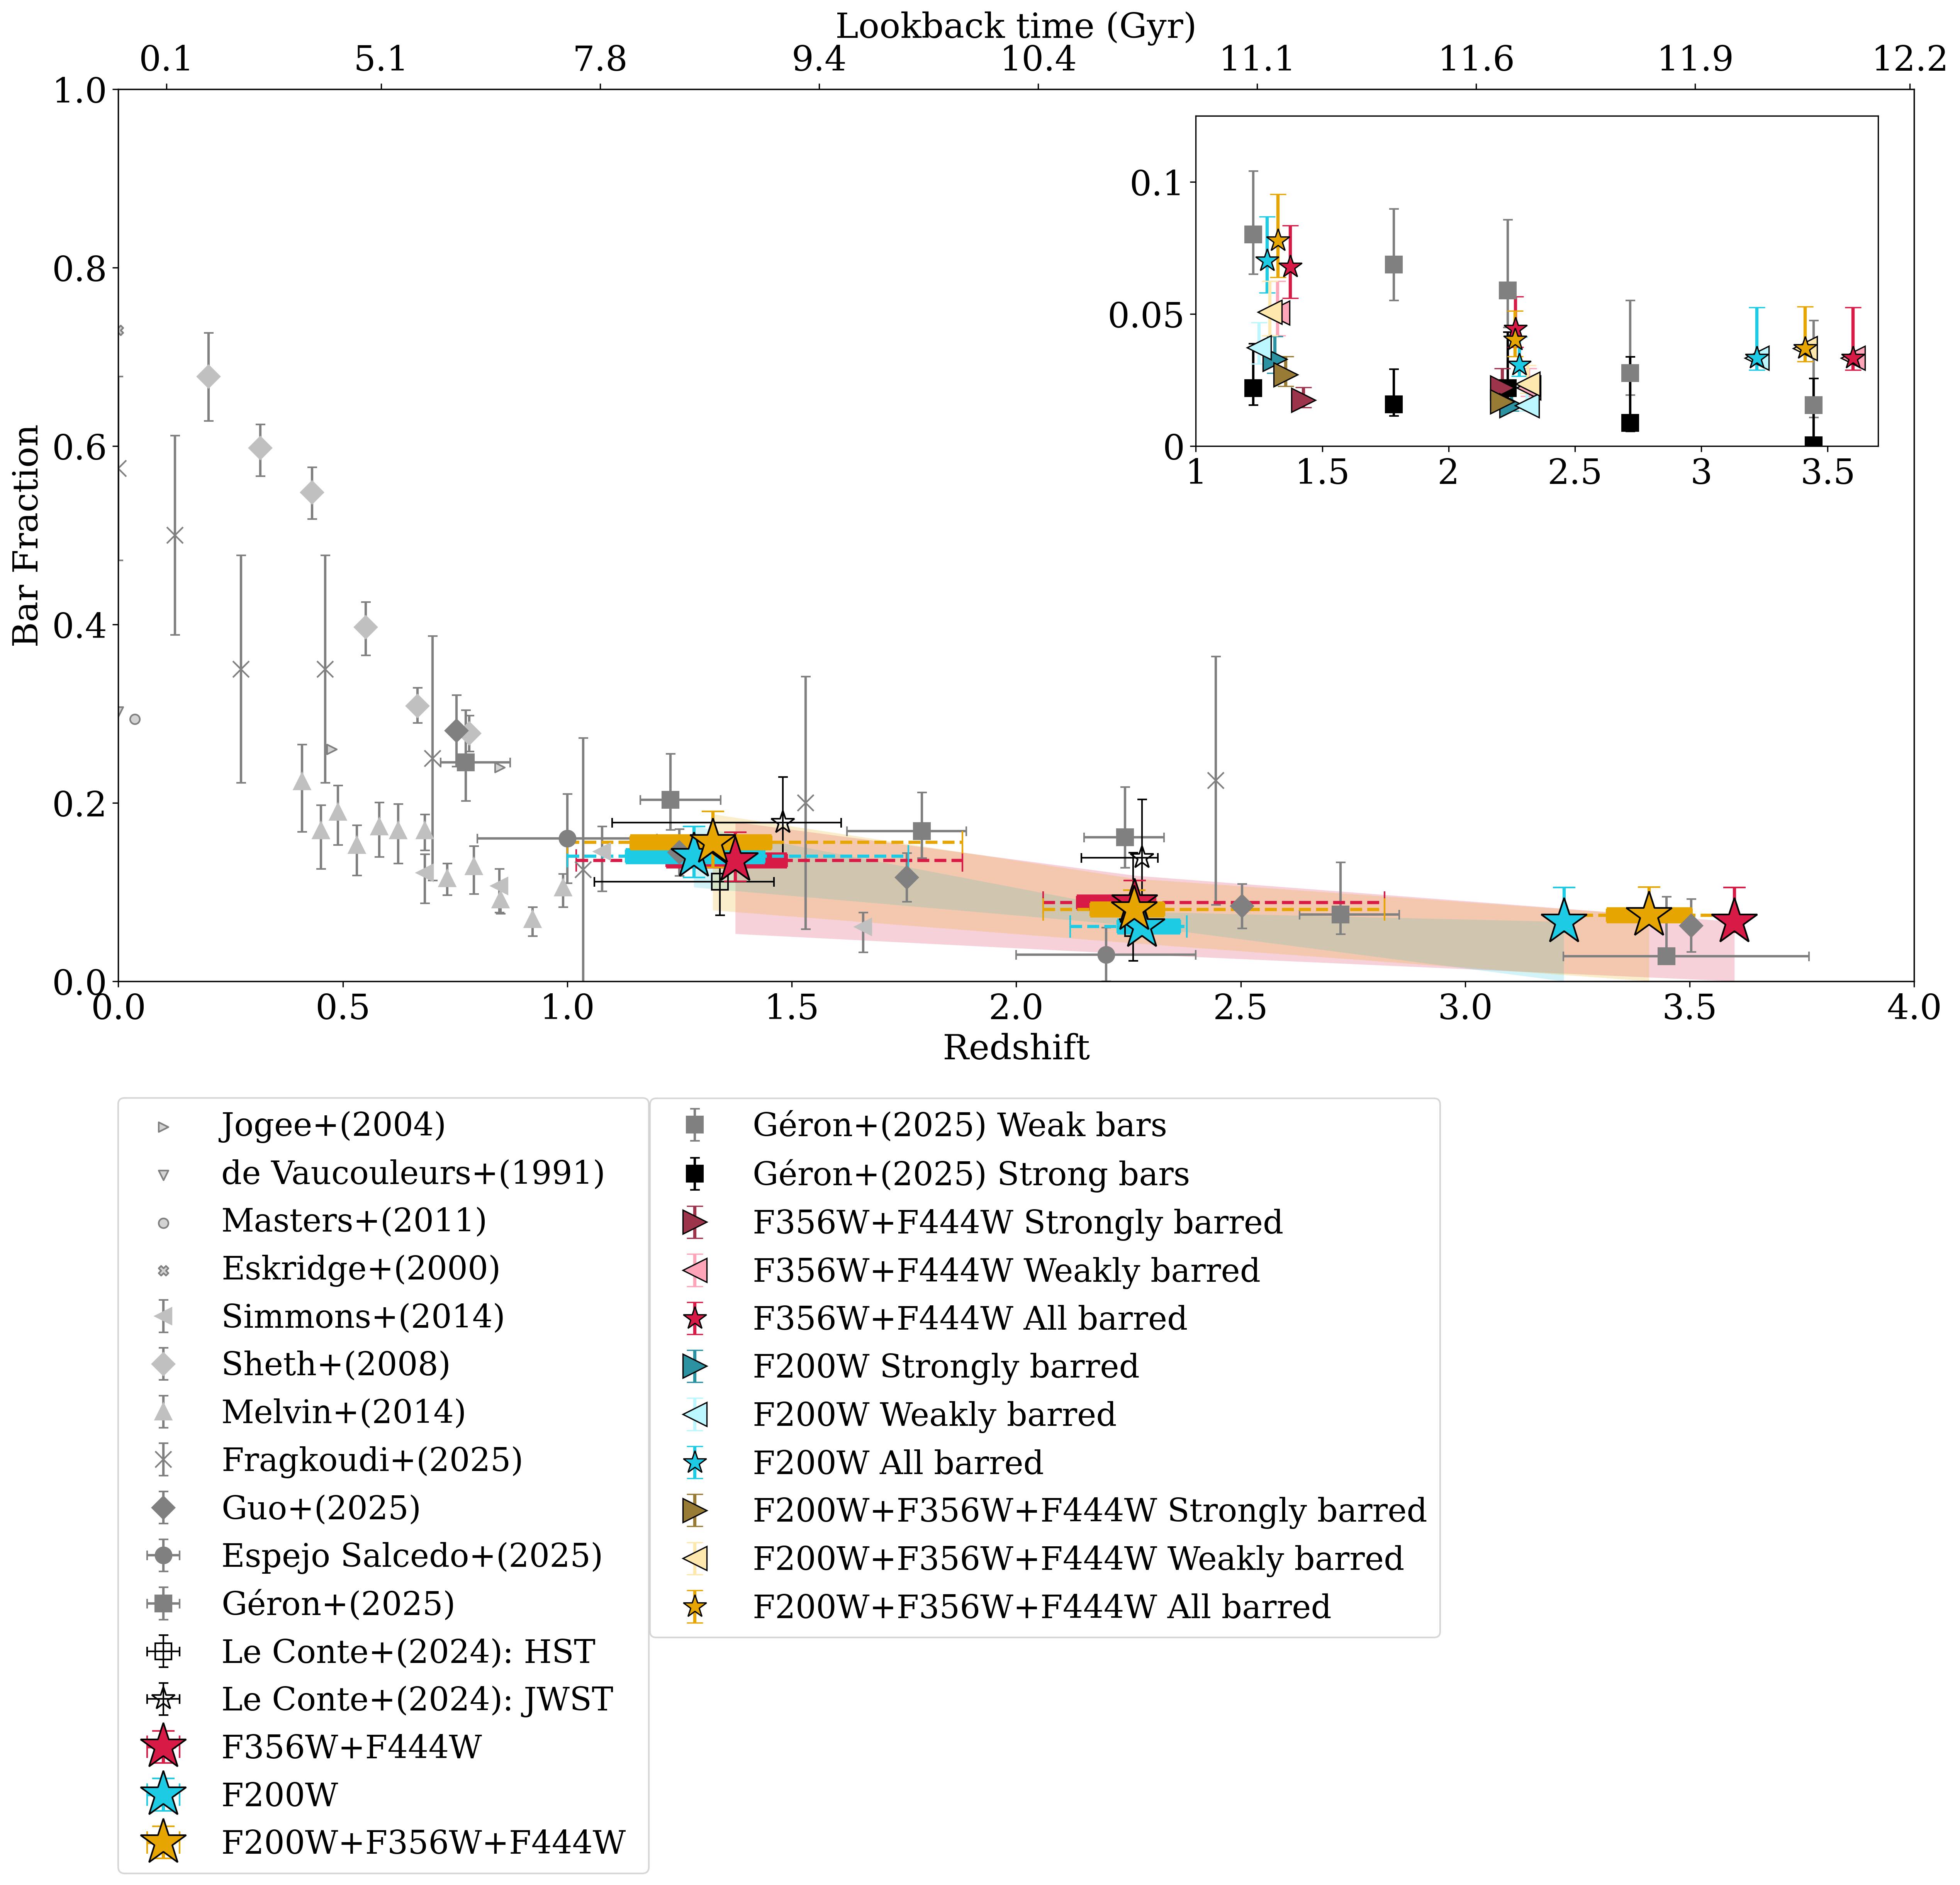 Lookback time (Gyr)
0.1 5.1 7.8 9.4 10.4 11.1 11.6 11.9 12.2
1.0
0.8
0.6
0.4
0.2
0.0
Bar Fraction
0.1
0.05
0
1 1.5 2 2.5 3 3.5
0.0 0.5 1.0 1.5 2.0 2.5 3.0 3.5 4.0
Redshift
Jogee+(2004)
de Vaucouleurs+(1991)
Masters+(2011)
Eskridge+(2000)
Simmons+(2014)
Sheth+(2008)
Melvin+(2014)
Fragkoudi+(2025)
Guo+(2025)
Espejo Salcedo+(2025)
Géron+(2025)
Le Conte+(2024): HST
Le Conte+(2024): JWST
F356W+F444W
F200W
F200W+F356W+F444W
Géron+(2025) Weak bars
Géron+(2025) Strong bars
F356W+F444W Strongly barred
F356W+F444W Weakly barred
F356W+F444W All barred
F200W Strongly barred
F200W Weakly barred
F200W All barred
F200W+F356W+F444W Strongly barred
F200W+F356W+F444W Weakly barred
F200W+F356W+F444W All barred